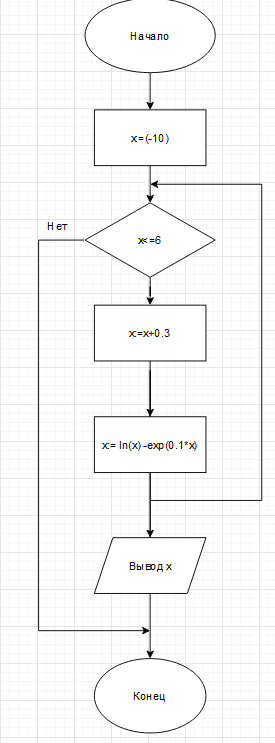 Начало
x:=(-10)
Нет
x<=6
x:=x+0.3
x:= ln(x)-exp(0.1*x)
Вывод x
Конец